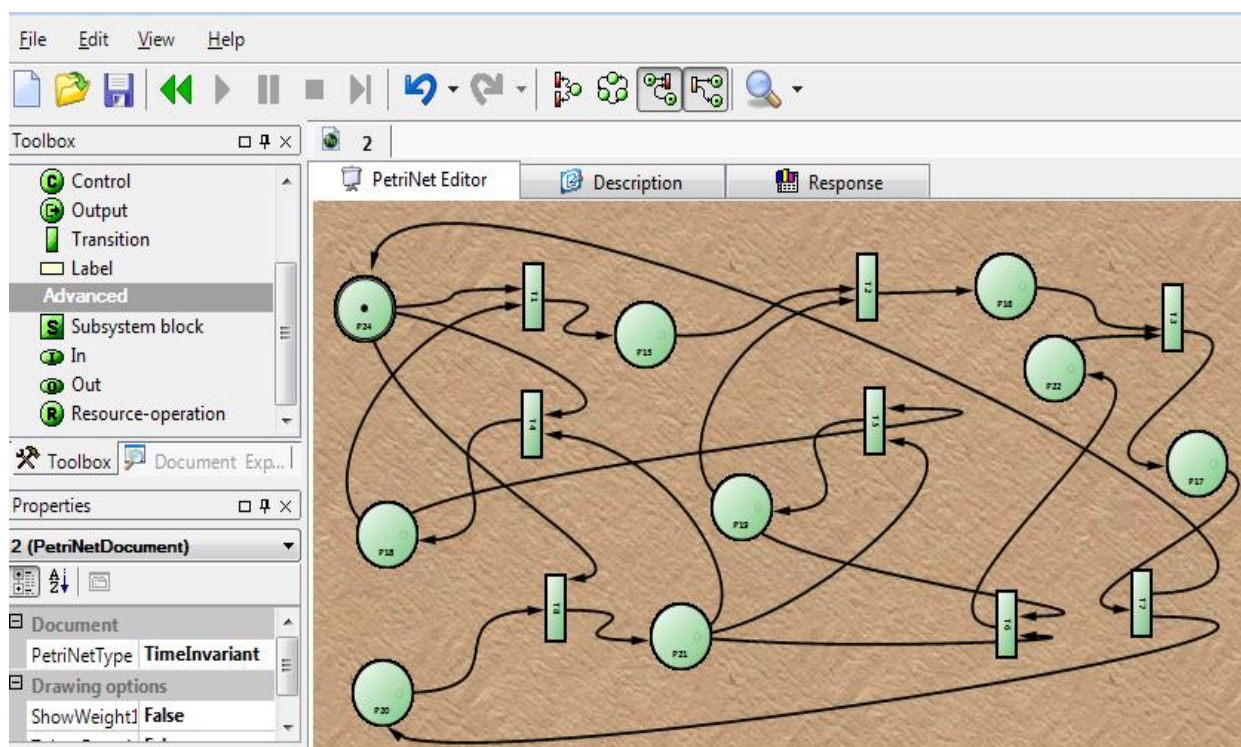 File Edit View Help
Toolbox
2
Control
Output
Transition
Label
Advanced
Subsystem block
In
Out
Resource-operation
Toolbox Document Exp...
Properties
2 (PetriNetDocument)
Document
PetriNetType TimeInvariant
Drawing options
ShowWeight1 False
PetriNet Editor Description Response
P24
T1
P15
T2
P16
T3
P22
T4
T5
P17
P18
P19
T8
P21
T6
T7
P20